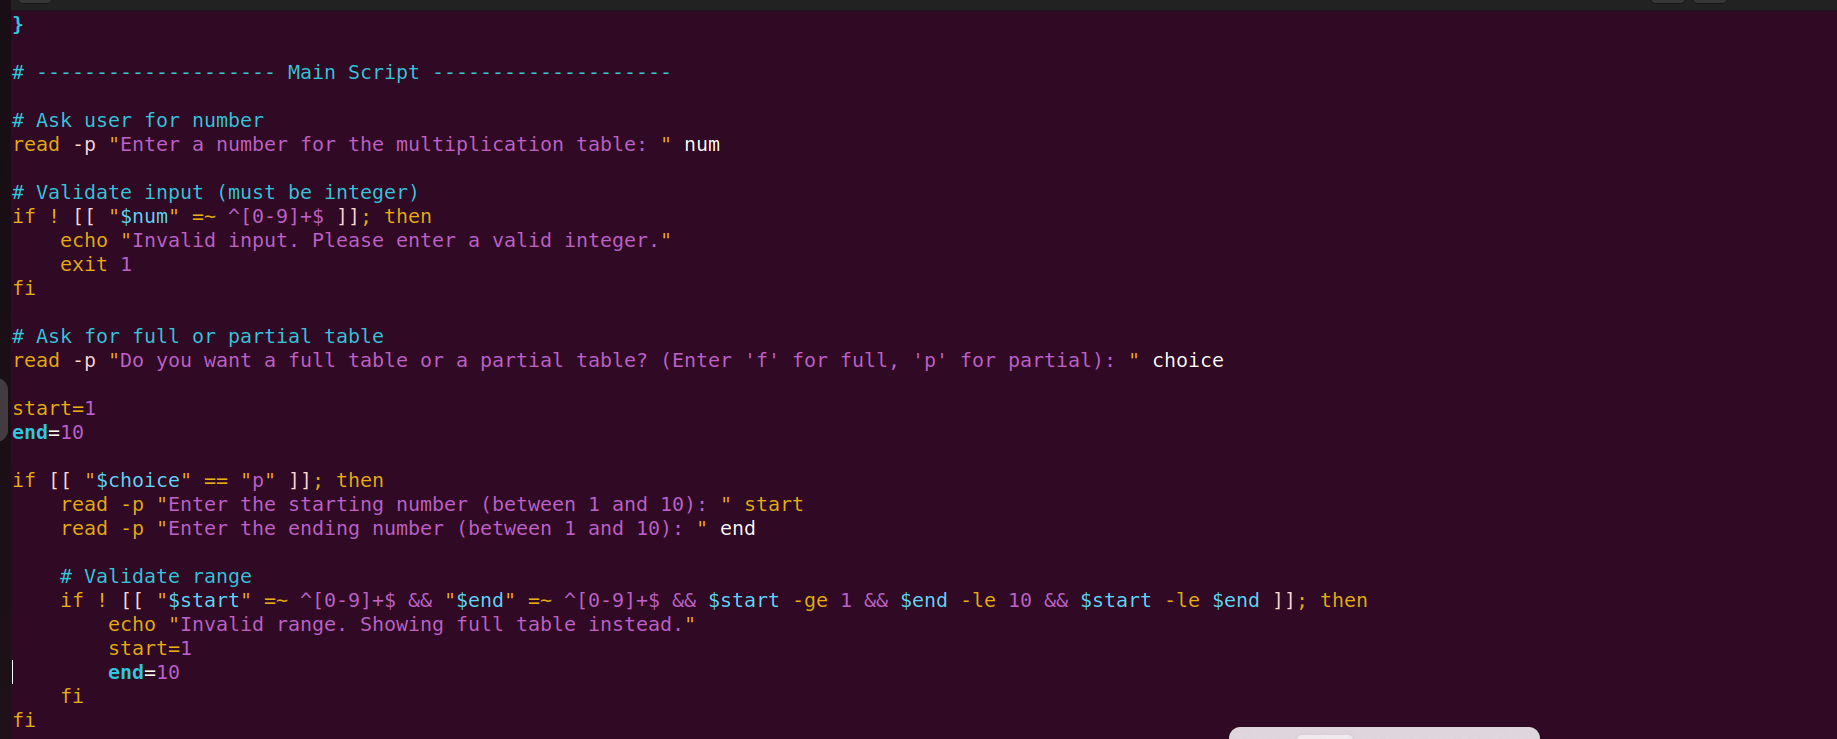 }

# -------------------- Main Script --------------------

# Ask user for number
read -p "Enter a number for the multiplication table: " num

# Validate input (must be integer)
if ! [[ "$num" =~ ^[0-9]+$ ]]; then
    echo "Invalid input. Please enter a valid integer."
    exit 1
fi

# Ask for full or partial table
read -p "Do you want a full table or a partial table? (Enter 'f' for full, 'p' for partial): " choice

start=1
end=10

if [[ "$choice" == "p" ]]; then
    read -p "Enter the starting number (between 1 and 10): " start
    read -p "Enter the ending number (between 1 and 10): " end

    # Validate range
    if ! [[ "$start" =~ ^[0-9]+$ && "$end" =~ ^[0-9]+$ && $start -ge 1 && $end -le 10 && $start -le $end ]]; then
        echo "Invalid range. Showing full table instead."
        start=1
        end=10
    fi
fi